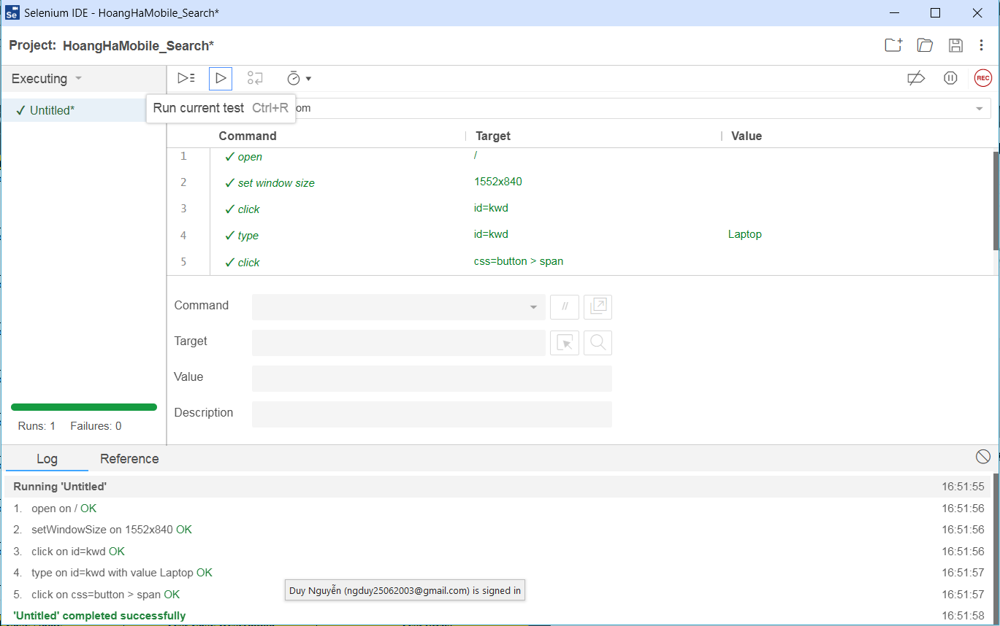 Selenium IDE - HoangHaMobile_Search*
Project: HoangHaMobile_Search*
Executing
REC
✓ Untitled*
Run current test Ctrl+R
om
Command Target Value
1 ✓ open /
2 ✓ set window size 1552x840
3 ✓ click id=kwd
4 ✓ type id=kwd Laptop
5 ✓ click css=button > span
Command //
Target
Value
Description
Runs: 1 Failures: 0
Log Reference
Running 'Untitled' 16:51:55
1. open on / OK 16:51:56
2. setWindowSize on 1552x840 OK 16:51:56
3. click on id=kwd OK 16:51:56
4. type on id=kwd with value Laptop OK 16:51:57
Duy Nguyễn (ngduy25062003@gmail.com) is signed in
5. click on css=button > span OK 16:51:57
'Untitled' completed successfully 16:51:58